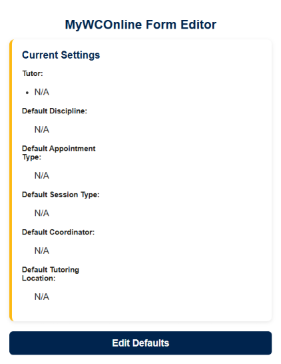 MyWCOnline Form Editor
Current Settings
Tutor:
• N/A
Default Discipline:
N/A
Default Appointment
Type:
N/A
Default Session Type:
N/A
Default Coordinator:
N/A
Default Tutoring
Location:
N/A
Edit Defaults